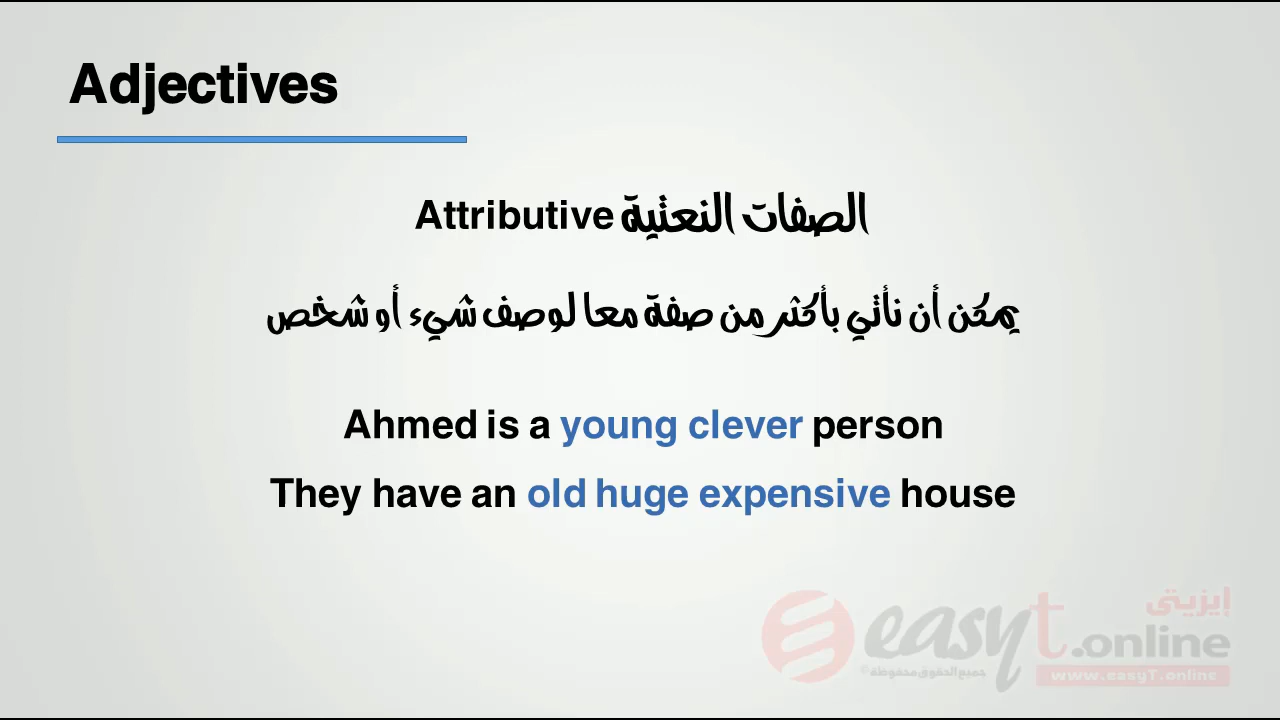 Adjectives
الصفات النعتية Attributive
يمكن أن نأتي بأكثر من صفة معا لوصف شيء أو شخص
Ahmed is a young clever person
They have an old huge expensive house
إيزيتى
easyT.online
جميع الحقوق محفوظة©
www.easyT.online